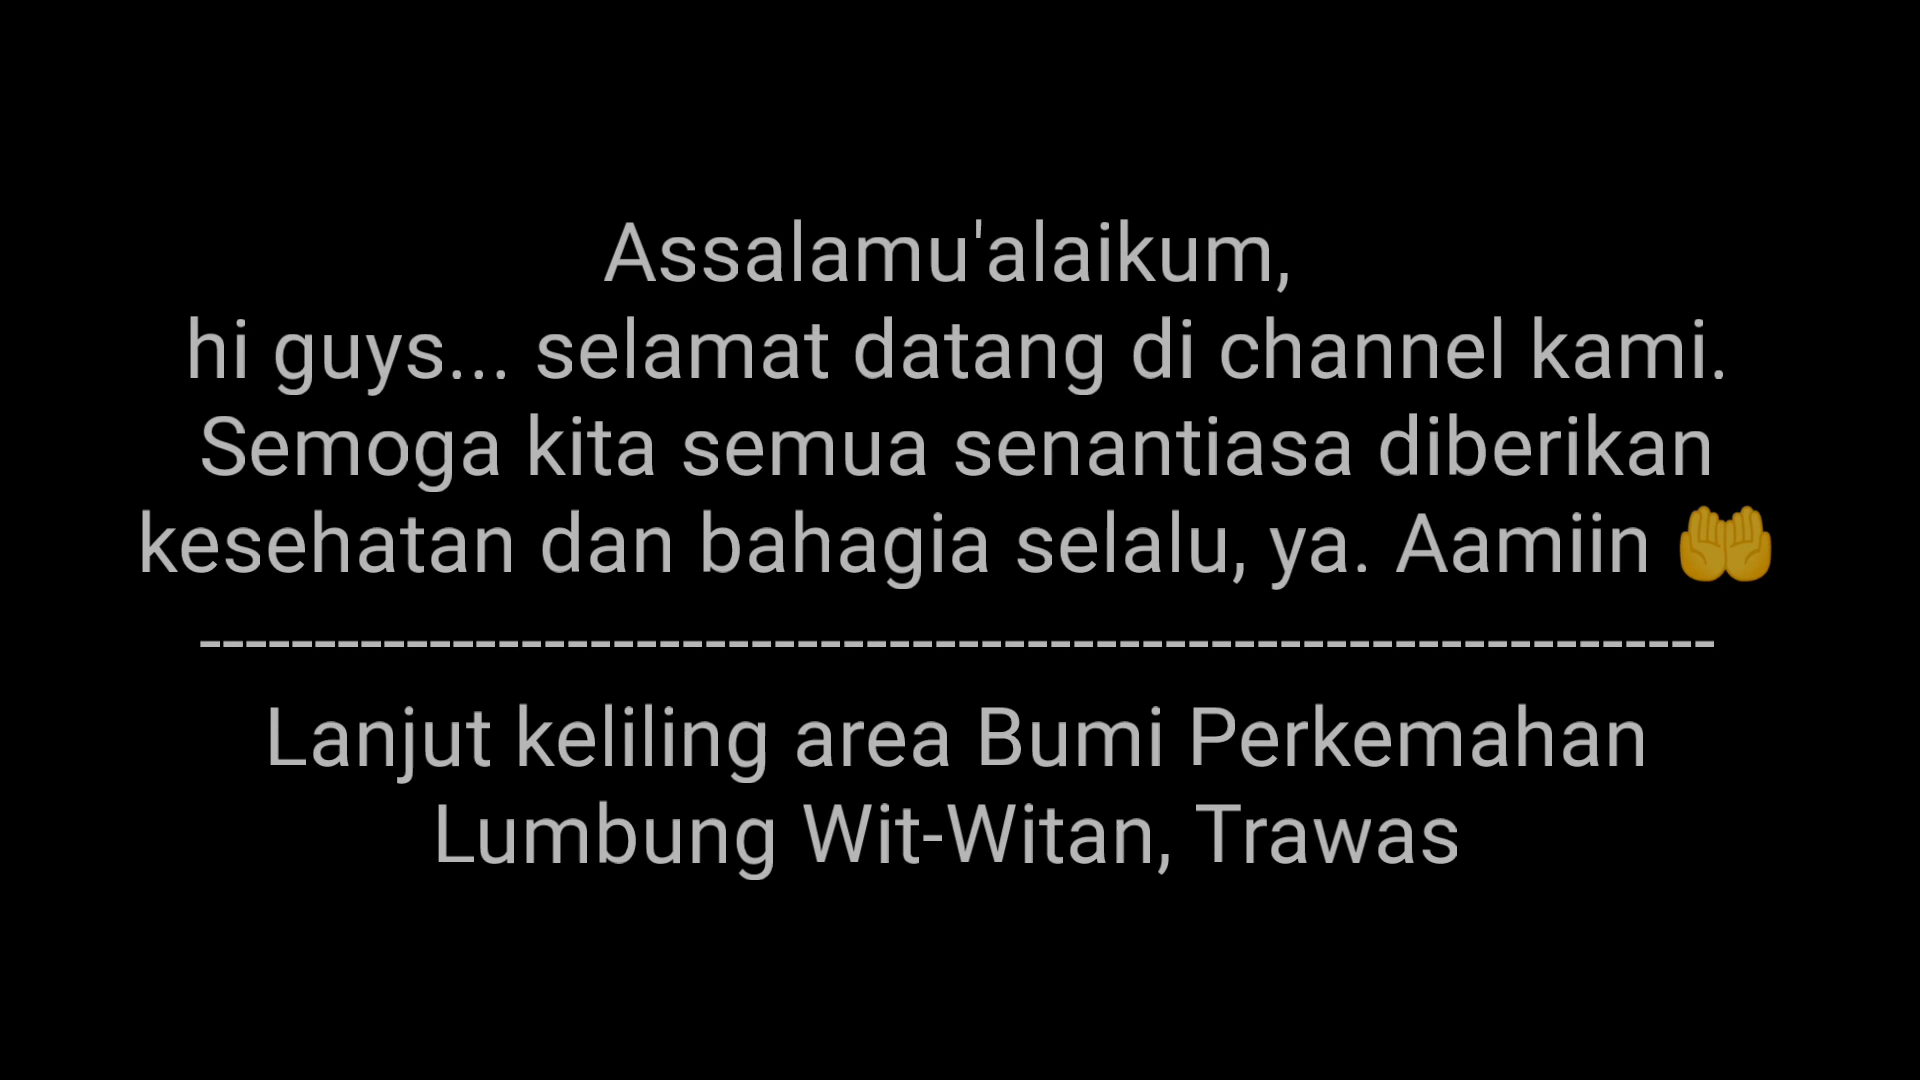 Assalamu'alaikum,
hi guys... selamat datang di channel kami.
Semoga kita semua senantiasa diberikan
kesehatan dan bahagia selalu, ya. Aamiin 🤲
------------------------------------------------------------------
Lanjut keliling area Bumi Perkemahan
Lumbung Wit-Witan, Trawas